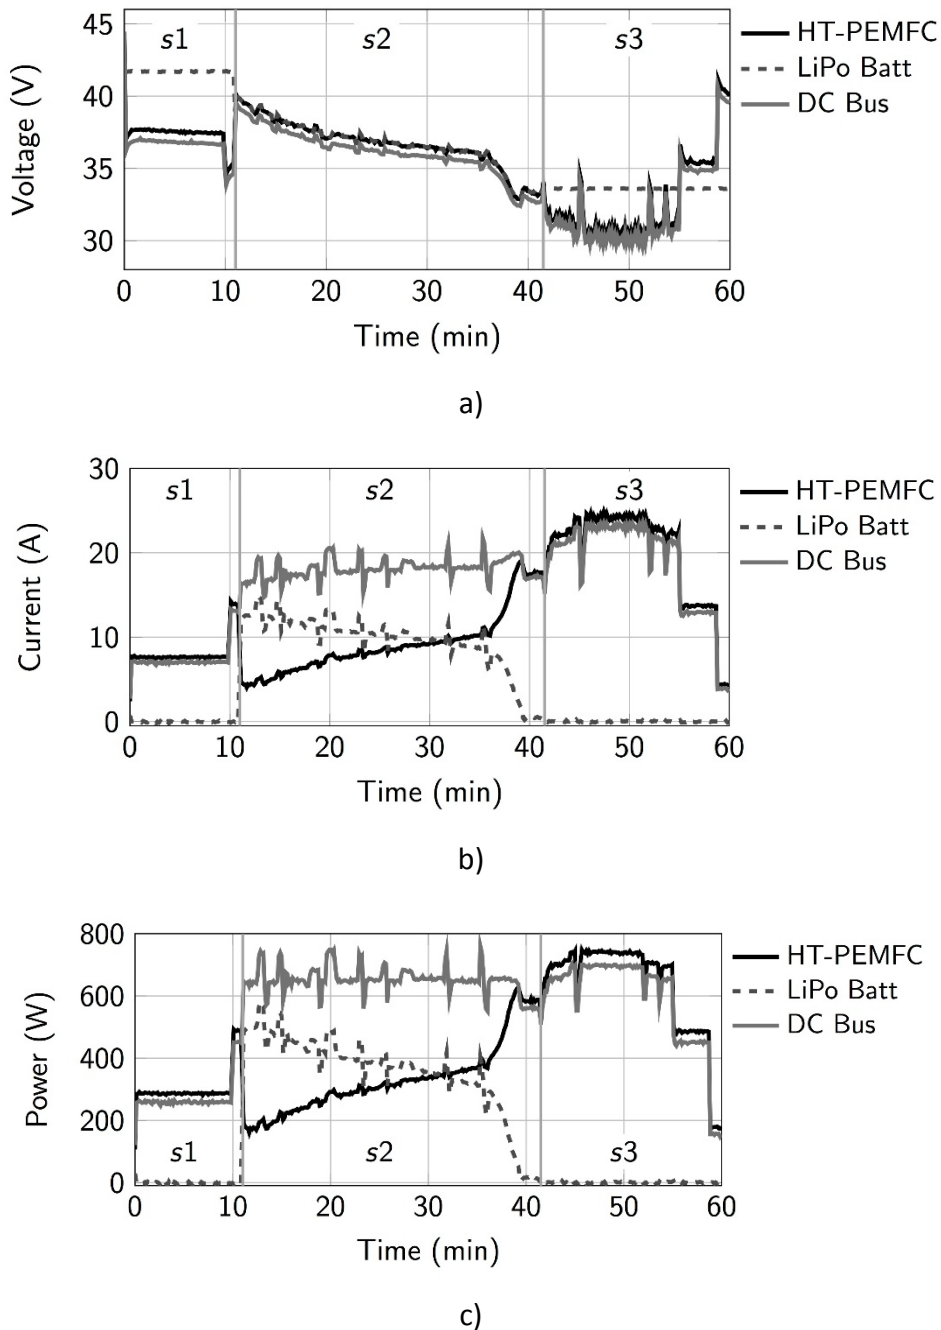 s1 s2 s3
45
40
35
30
Voltage (V)
0 10 20 30 40 50 60
Time (min)
HT-PEMFC
LiPo Batt
DC Bus
a)
s1 s2 s3
30
20
10
0
Current (A)
0 10 20 30 40 50 60
Time (min)
HT-PEMFC
LiPo Batt
DC Bus
b)
800
600
400
200
0
Power (W)
s1 s2 s3
0 10 20 30 40 50 60
Time (min)
HT-PEMFC
LiPo Batt
DC Bus
c)